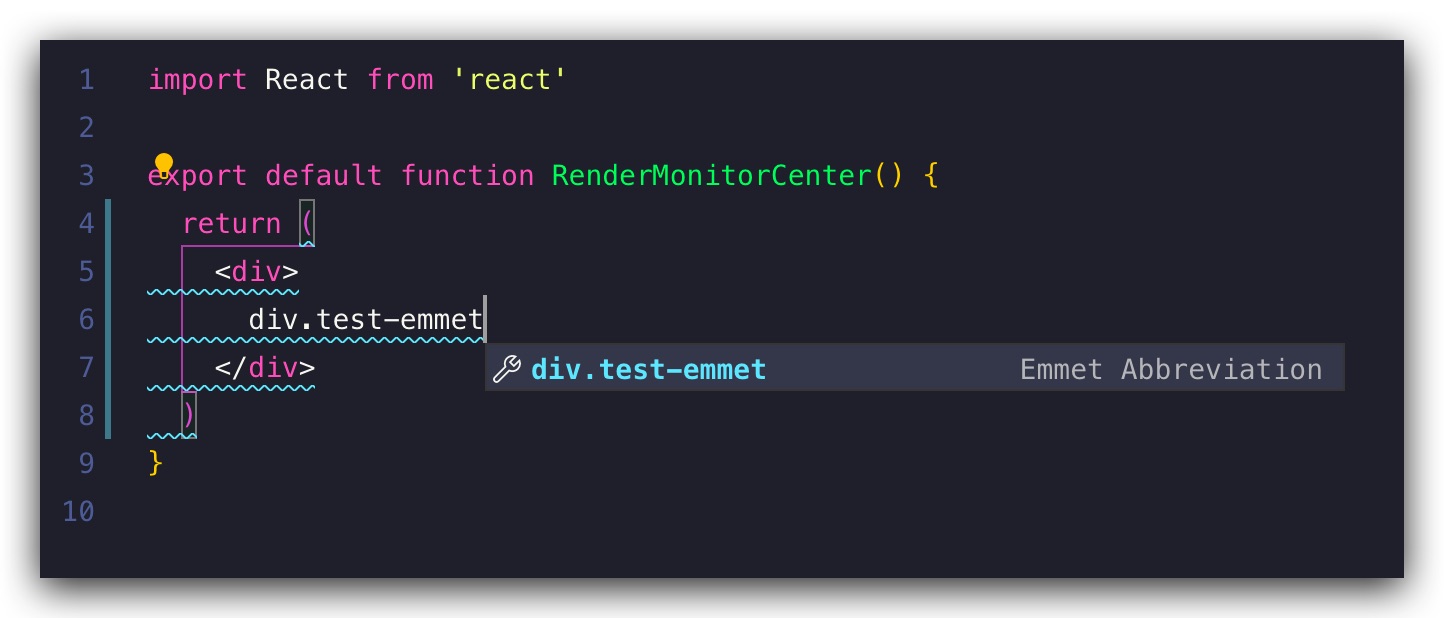 1 import React from 'react'
2
3 export default function RenderMonitorCenter() {
4 return (
5 <div>
6 div.test-emmet
div.test-emmet Emmet Abbreviation
7 </div>
8 )
9 }
10